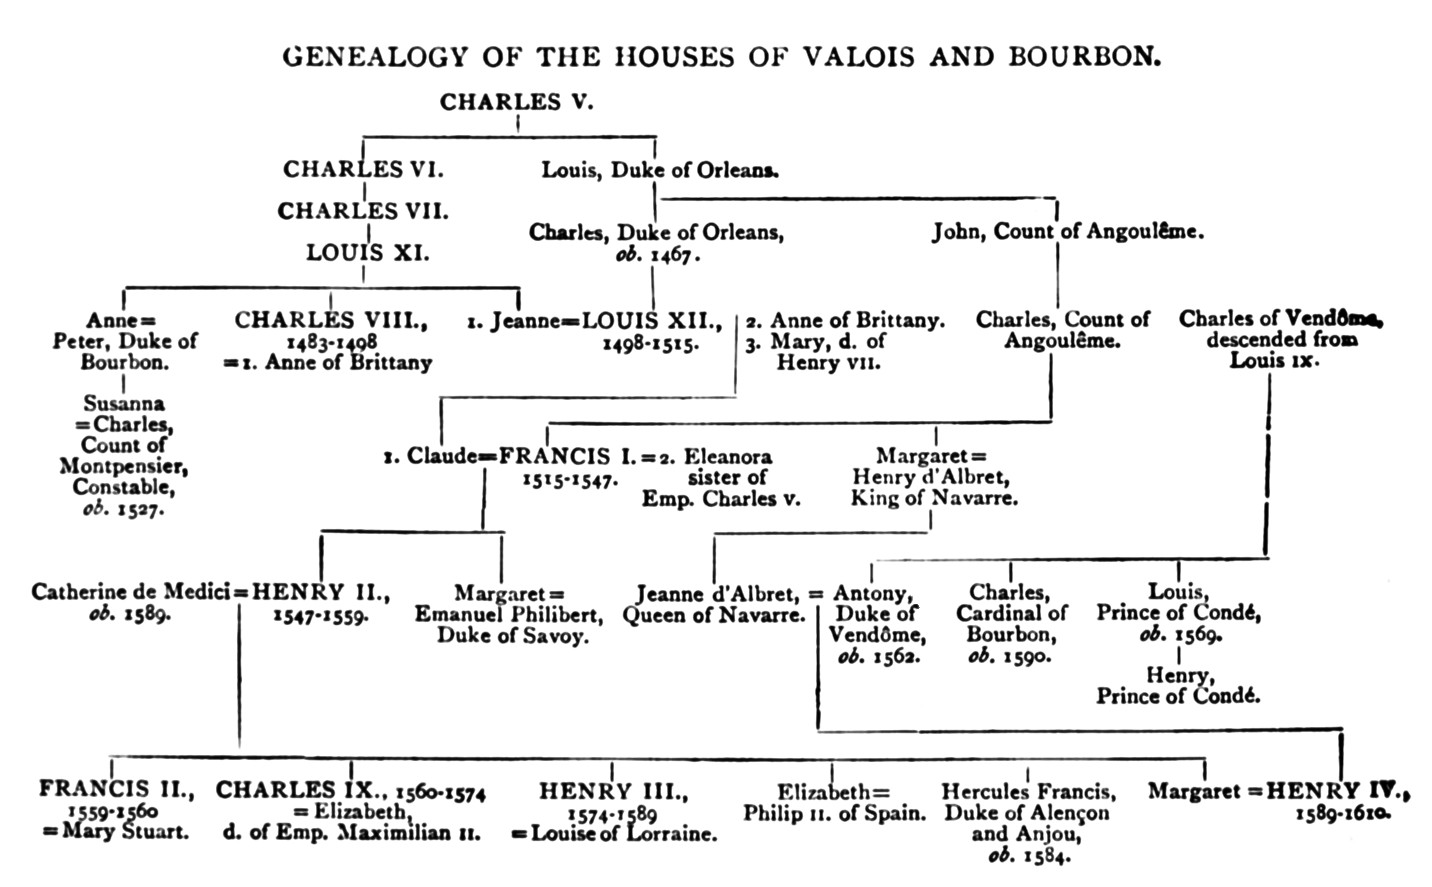 GENEALOGY OF THE HOUSES OF VALOIS AND BOURBON.
CHARLES V.
CHARLES VI.
Louis, Duke of Orleans.
CHARLES VII.
Charles, Duke of Orleans,
ob. 1467.
John, Count of Angoulême.
LOUIS XI.
Anne=
Peter, Duke of
Bourbon.
CHARLES VIII.,
1483-1498
=1. Anne of Brittany
1. Jeanne=LOUIS XII.,
1498-1515.
2. Anne of Brittany.
3. Mary, d. of
Henry VII.
Charles, Count of
Angoulême.
Charles of Vendôme,
descended from
Louis IX.
Susanna
=Charles,
Count of
Montpensier,
Constable,
ob. 1527.
1. Claude=FRANCIS I.=2. Eleanora
1515-1547.
sister of
Emp. Charles V.
Margaret=
Henry d'Albret,
King of Navarre.
Catherine de Medici=HENRY II.,
ob. 1589.
1547-1559.
Margaret=
Emanuel Philibert,
Duke of Savoy.
Jeanne d'Albret, = Antony,
Queen of Navarre.
Duke of
Vendôme,
ob. 1562.
Charles,
Cardinal of
Bourbon,
ob. 1590.
Louis,
Prince of Condé,
ob. 1569.
Henry,
Prince of Condé.
FRANCIS II.,
1559-1560
=Mary Stuart.
CHARLES IX., 1560-1574
=Elizabeth,
d. of Emp. Maximilian II.
HENRY III.,
1574-1589
=Louise of Lorraine.
Elizabeth=
Philip II. of Spain.
Hercules Francis,
Duke of Alençon
and Anjou,
ob. 1584.
Margaret =HENRY IV.,
1589-1610.